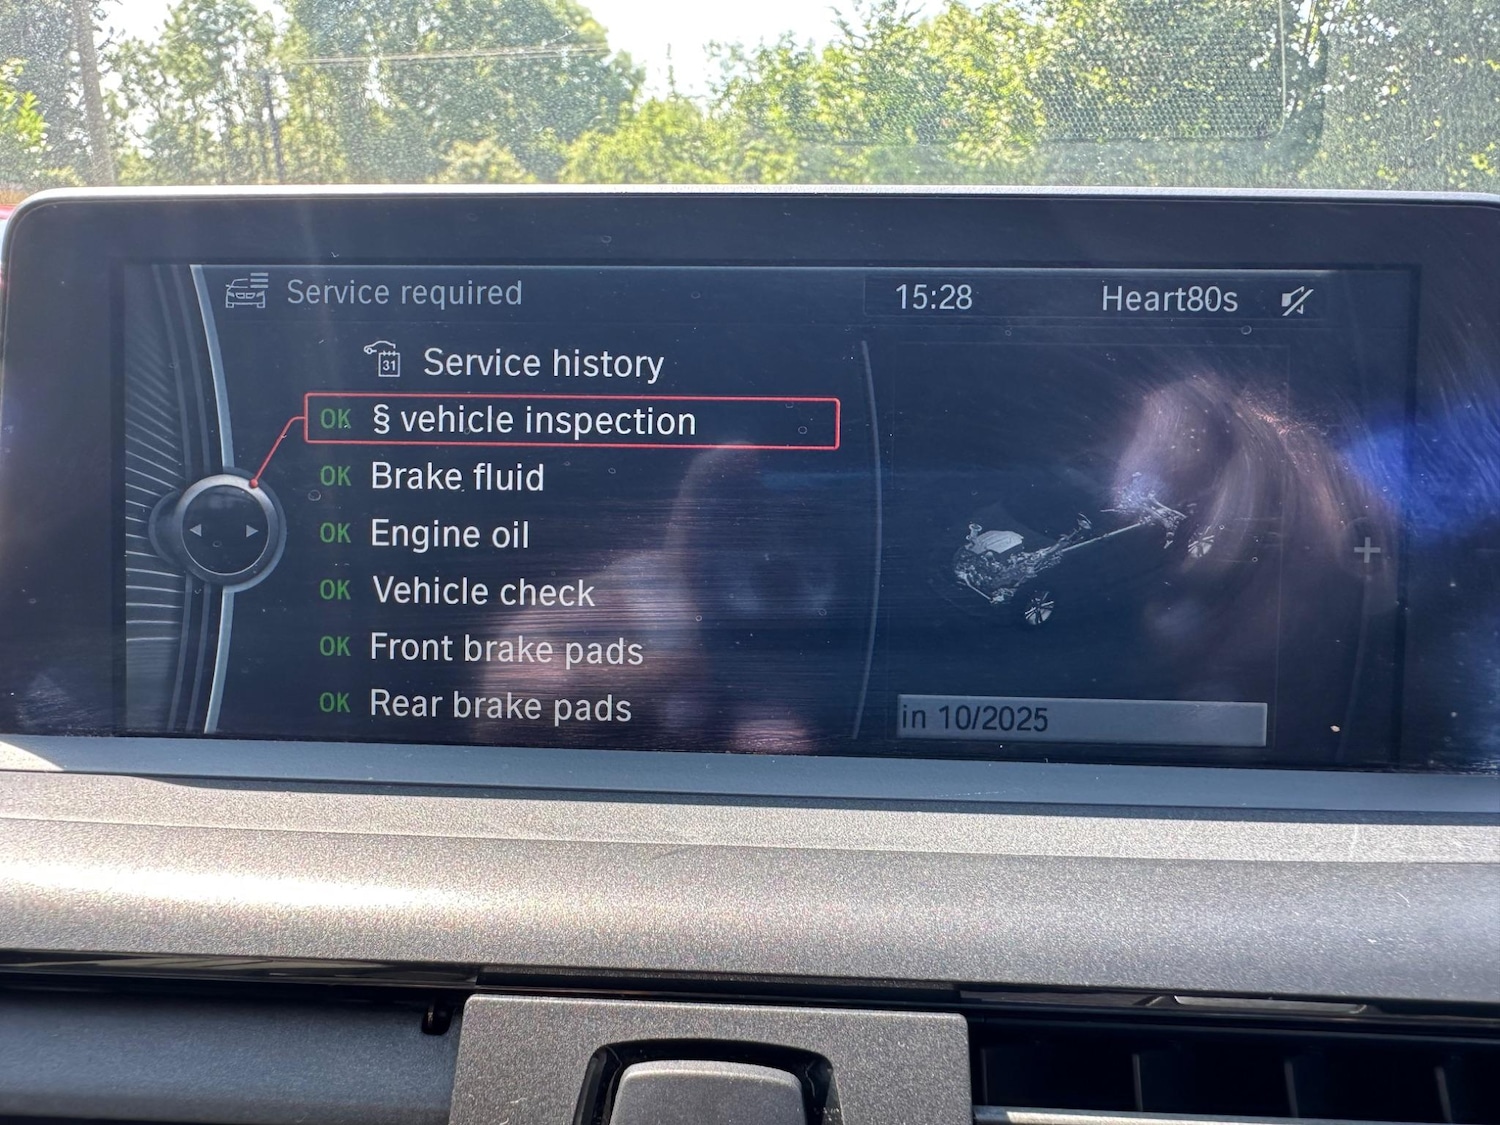 Service required
15:28
Heart80s
31 Service history
OK § vehicle inspection
OK Brake fluid
OK Engine oil
OK Vehicle check
OK Front brake pads
OK Rear brake pads
in 10/2025